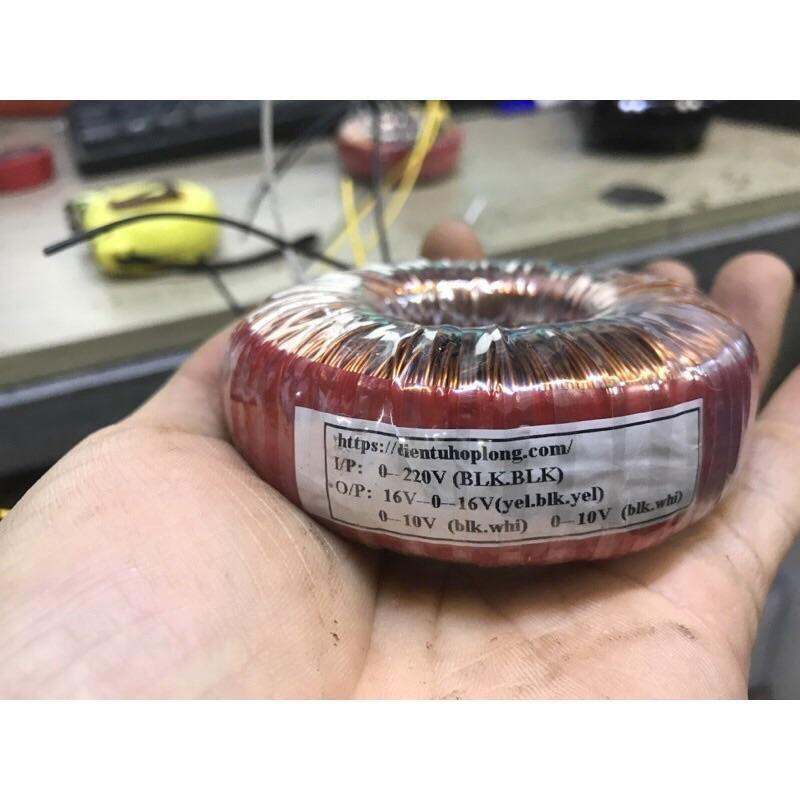 https://dientuhoplong.com/
I/P: 0-220V (BLK.BLK)
O/P: 16V-0-16V(yel.blk.yel)
0-10V (blk.whi) 0-10V (blk.whi)